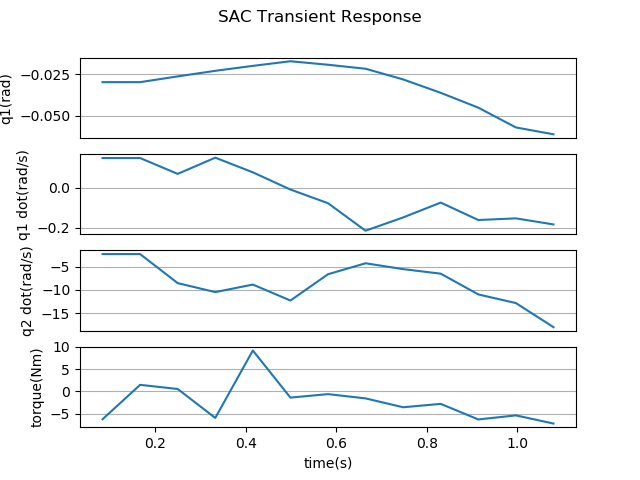 SAC Transient Response
q1(rad)
−0.025
−0.050
q1 dot(rad/s)
0.0
−0.2
q2 dot(rad/s)
−5
−10
−15
torque(Nm)
10
5
0
−5
0.2 0.4 0.6 0.8 1.0
time(s)